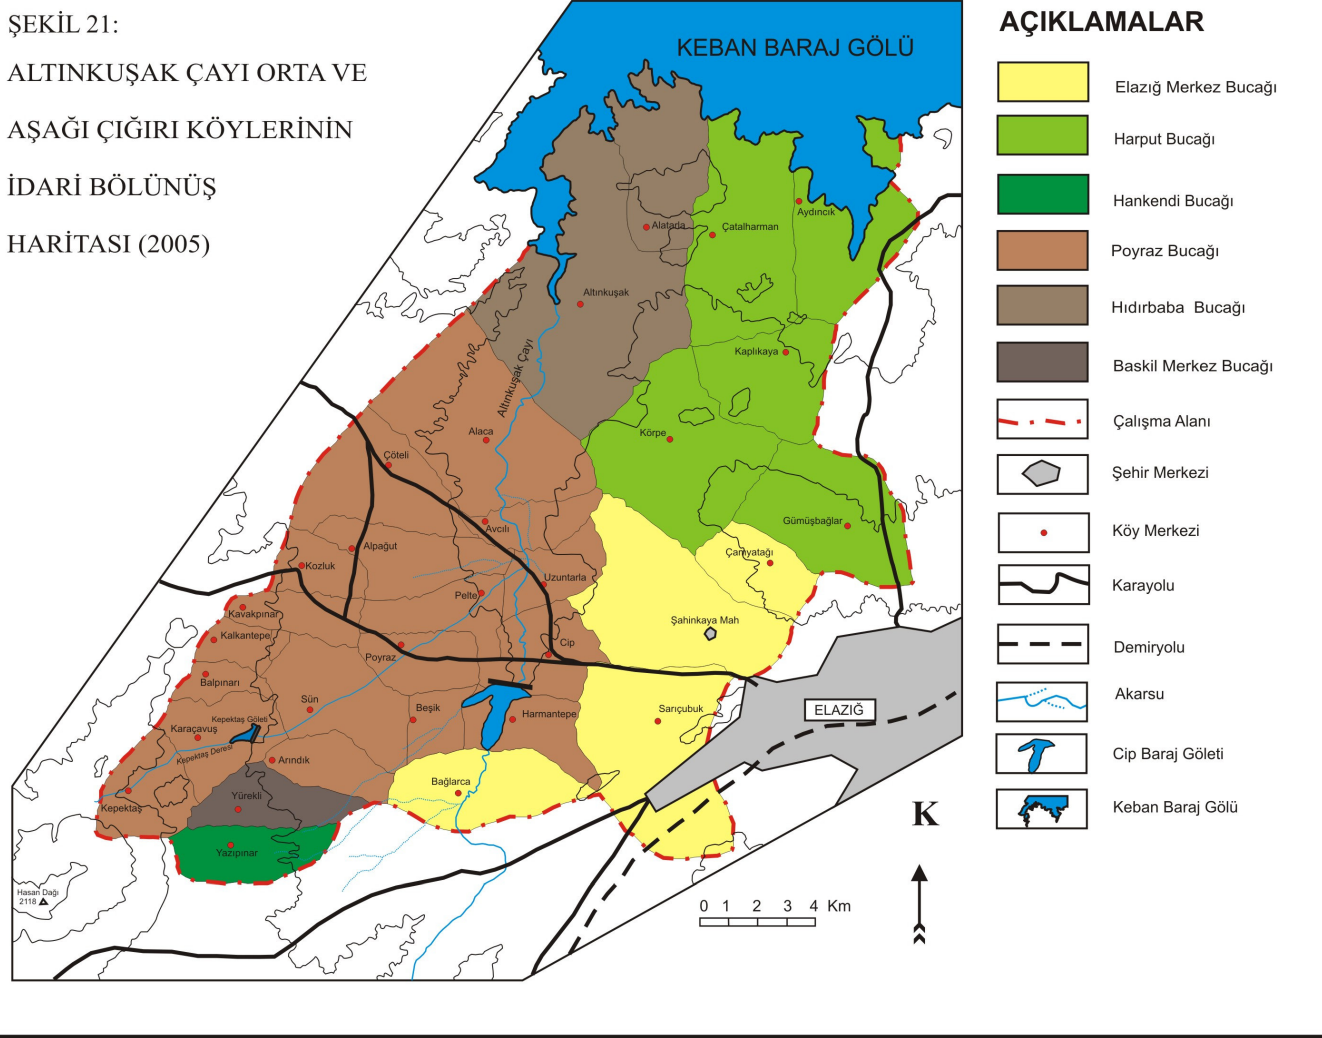 ŞEKİL 21:
ALTINKUŞAK ÇAYI ORTA VE
AŞAĞI ÇIĞIRI KÖYLERİNİN
İDARİ BÖLÜNÜŞ
HARİTASI (2005)
KEBAN BARAJ GÖLÜ
Aydıncık
Alatarla
Çatalharman
Altınkuşak
Altınkuşak Çayı
Kaplıkaya
Alaca
Körpe
Çöteli
Avcılı
Gümüşbağlar
Alpağut
Çamyatağı
Kozluk
Uzuntarla
Pelte
Kavakpınar
Şahinkaya Mah
Kalkantepe
Cip
Poyraz
Balpınarı
Sün
Beşik
Harmantepe
Sarıçubuk
ELAZIĞ
Kepektaş Göleti
Karaçavuş
Kepektaş Deresi
Arındık
Bağlarca
Yürekli
Kepektaş
Yazıpınar
Hasan Dağı
2118
K
0 1 2 3 4 Km
AÇIKLAMALAR
Elazığ Merkez Bucağı
Harput Bucağı
Hankendi Bucağı
Poyraz Bucağı
Hıdırbaba Bucağı
Baskil Merkez Bucağı
Çalışma Alanı
Şehir Merkezi
Köy Merkezi
Karayolu
Demiryolu
Akarsu
Cip Baraj Göleti
Keban Baraj Gölü